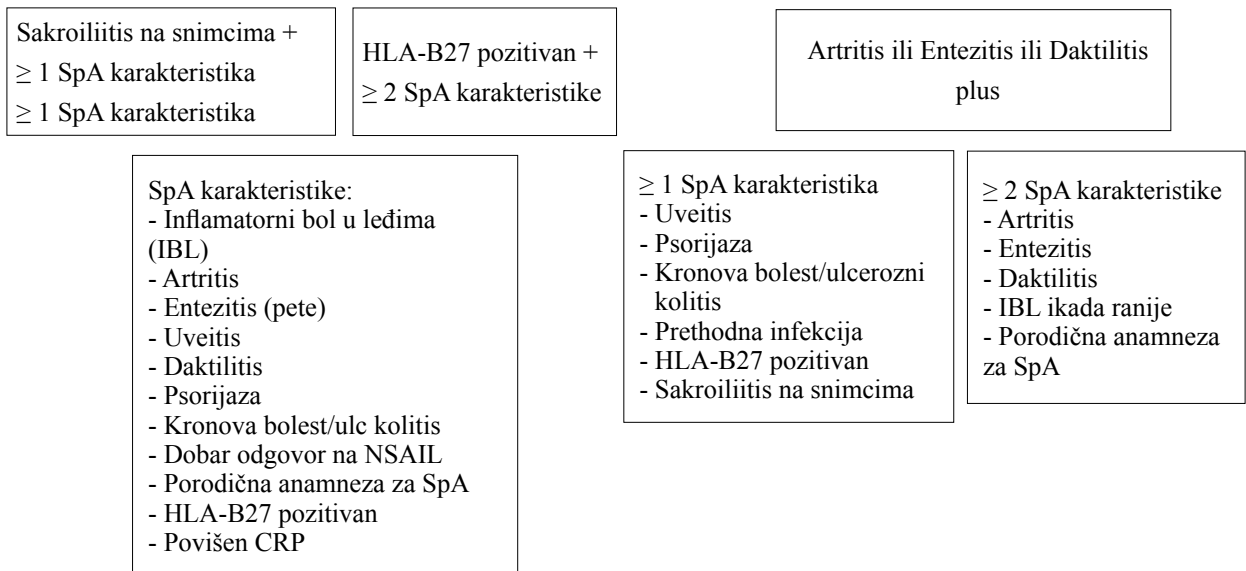 Sakroiliitis na snimcima +
≥ 1 SpA karakteristika
≥ 1 SpA karakteristika
HLA-B27 pozitivan +
≥ 2 SpA karakteristike
Artritis ili Entezitis ili Daktilitis
plus
SpA karakteristike:
- Inflamatorni bol u leđima
(IBL)
- Artritis
- Entezitis (pete)
- Uveitis
- Daktilitis
- Psorijaza
- Kronova bolest/ulc kolitis
- Dobar odgovor na NSAIL
- Porodična anamneza za SpA
- HLA-B27 pozitivan
- Povišen CRP
≥ 1 SpA karakteristika
- Uveitis
- Psorijaza
- Kronova bolest/ulcerozni
kolitis
- Prethodna infekcija
- HLA-B27 pozitivan
- Sakroiliitis na snimcima
≥ 2 SpA karakteristike
- Artritis
- Entezitis
- Daktilitis
- IBL ikada ranije
- Porodična anamneza
za SpA